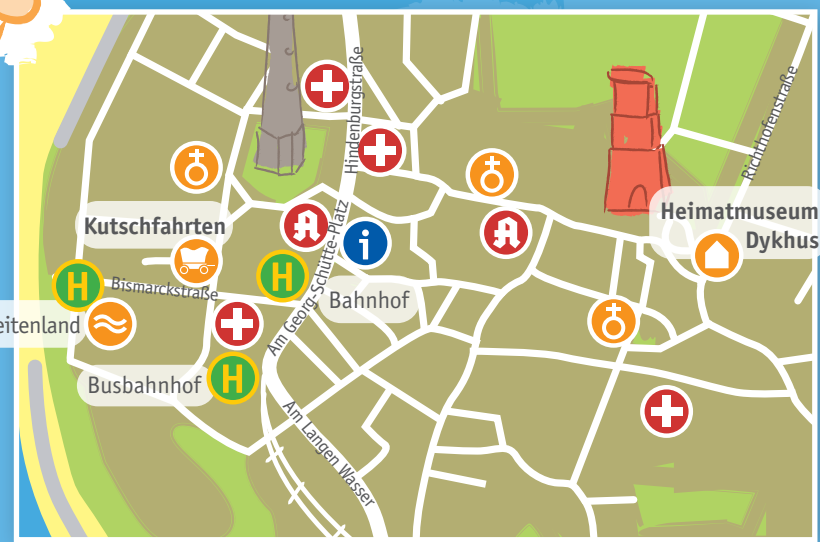 Hindenburgstraße
Richthofenstraße
Kutschfahrten
Heimatmuseum
Dykhus
A
i
A
H
H
Bismarckstraße
Am Georg-Schütte-Platz
Bahnhof
eitenland
Busbahnhof
H
Am Langen Wasser